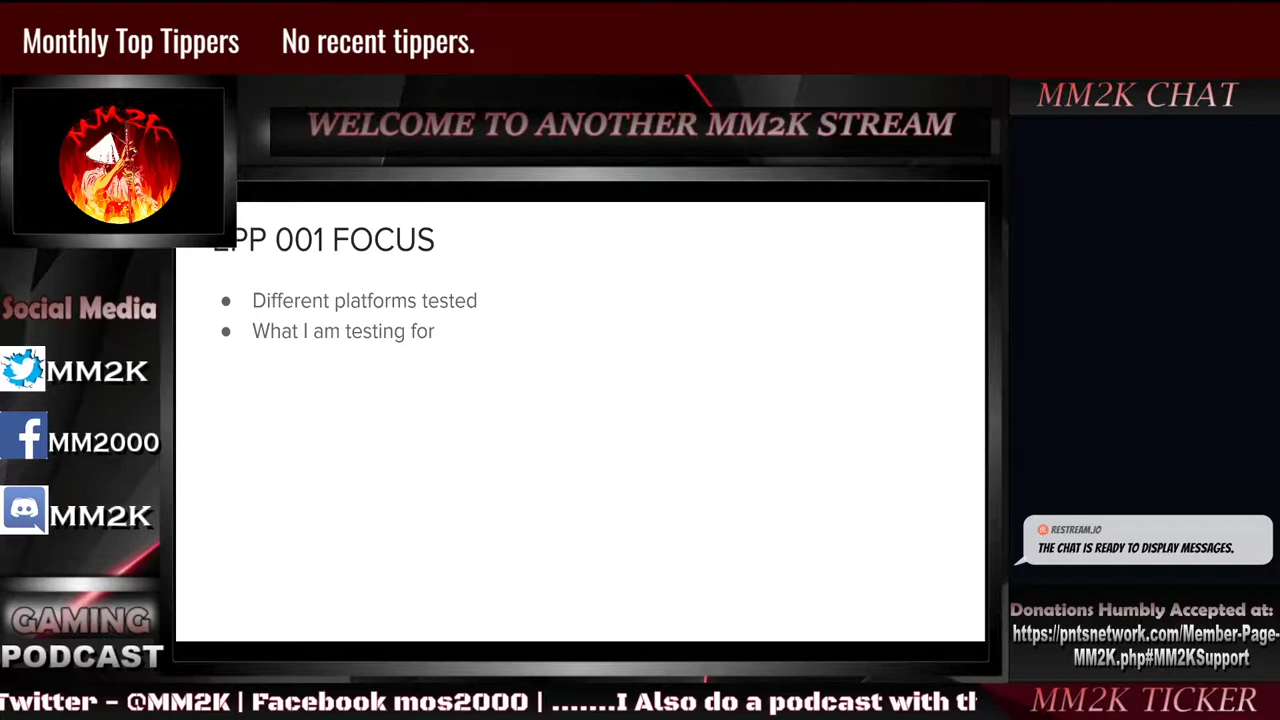 Monthly Top Tippers
No recent tippers.
MM2K
WELCOME TO ANOTHER MM2K STREAM
MM2K CHAT
PP 001 FOCUS
● Different platforms tested
● What I am testing for
Social Media
MM2K
MM2000
MM2K
GAMING
PODCAST
RESTREAM.IO
THE CHAT IS READY TO DISPLAY MESSAGES.
Donations Humbly Accepted at:
https://pntsnetwork.com/Member-Page-
MM2K.php#MM2KSupport
Twitter - @MM2K | Facebook mos2000 | .......I Also do a podcast with th
MM2K TICKER